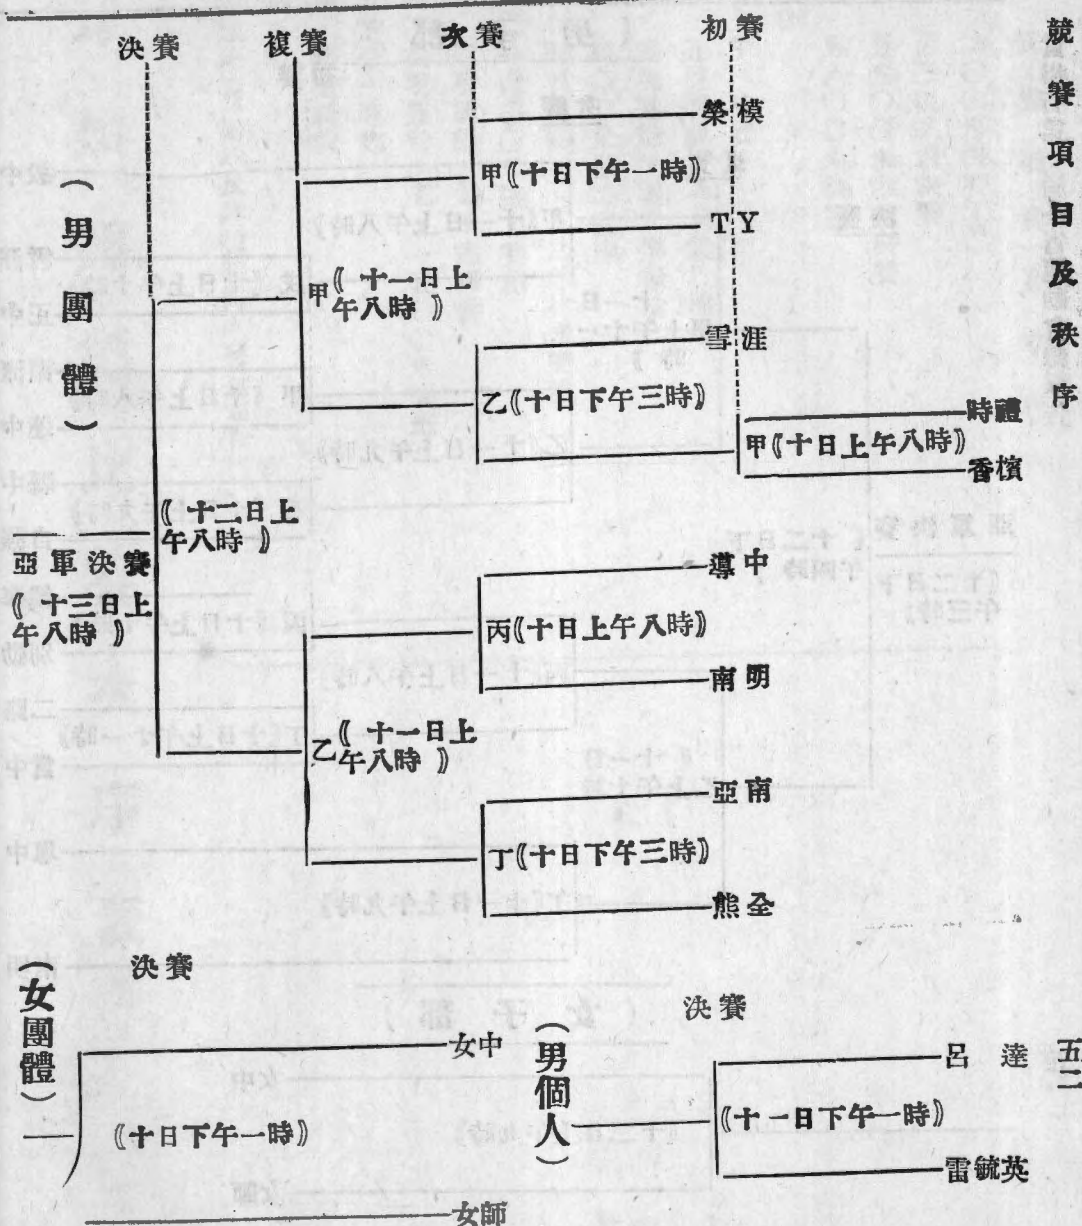 競賽項目及秩序
初賽
次賽
複賽
決賽
（男團體）
榮模
甲（十日下午一時）
TY
甲（十一日上
午八時）
雪涯
乙（十日下午三時）
時禮
甲（十日上午八時）
香檳
（十二日上
午八時）
亞軍決賽
（十三日上
午八時）
導中
丙（十日上午八時）
南明
乙（十一日上
午八時）
亞南
丁（十日下午三時）
熊全
（女團體）
決賽
女中
（十日下午一時）
女師
（男個人）
決賽
呂達
（十一日下午一時）
雷毓英
五二